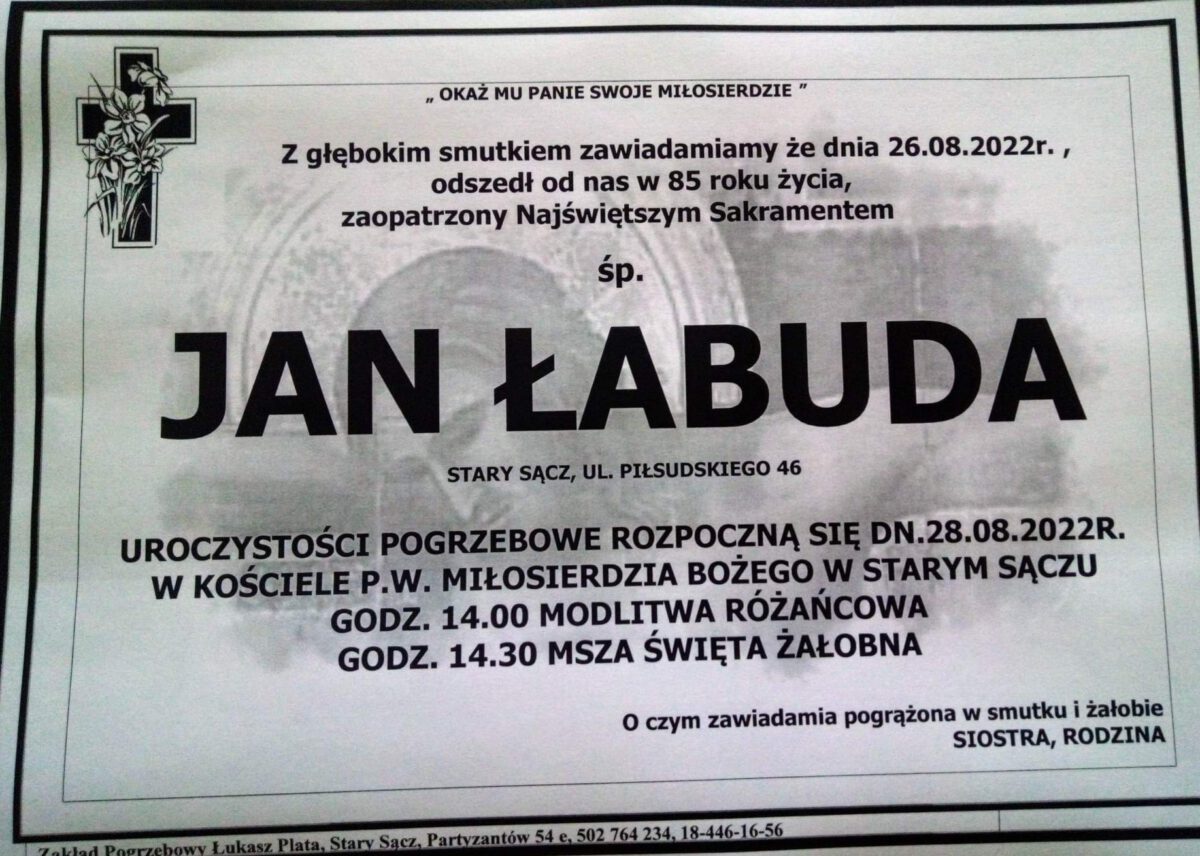 „ OKAŻ MU PANIE SWOJE MIŁOSIERDZIE ”
Z głębokim smutkiem zawiadamiamy że dnia 26.08.2022r. ,
odszedł od nas w 85 roku życia,
zaopatrzony Najświętszym Sakramentem
śp.
JAN ŁABUDA
STARY SĄCZ, UL. PIŁSUDSKIEGO 46
UROCZYSTOŚCI POGRZEBOWE ROZPOCZNĄ SIĘ DN.28.08.2022R.
W KOŚCIELE P.W. MIŁOSIERDZIA BOŻEGO W STARYM SĄCZU
GODZ. 14.00 MODLITWA RÓŻAŃCOWA
GODZ. 14.30 MSZA ŚWIĘTA ŻAŁOBNA
O czym zawiadamia pogrążona w smutku i żałobie
SIOSTRA, RODZINA
Zakład Pogrzebowy Łukasz Plata, Stary Sącz, Partyzantów 54 e, 502 764 234, 18-446-16-56